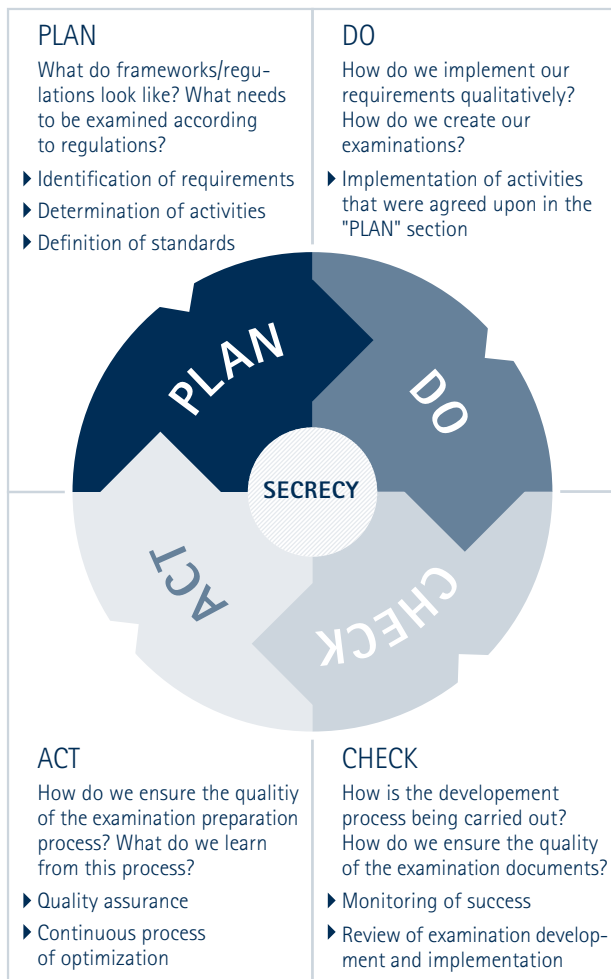 PLAN
What do frameworks/regu-
lations look like? What needs
to be examined according
to regulations?
Identification of requirements
Determination of activities
Definition of standards
DO
How do we implement our
requirements qualitatively?
How do we create our
examinations?
Implementation of activities
that were agreed upon in the
"PLAN" section
PLAN
DO
SECRECY
ACT
CHECK
ACT
How do we ensure the qualitiy
of the examination preparation
process? What do we learn
from this process?
Quality assurance
Continuous process
of optimization
CHECK
How is the developement
process being carried out?
How do we ensure the quality
of the examination documents?
Monitoring of success
Review of examination develop-
ment and implementation